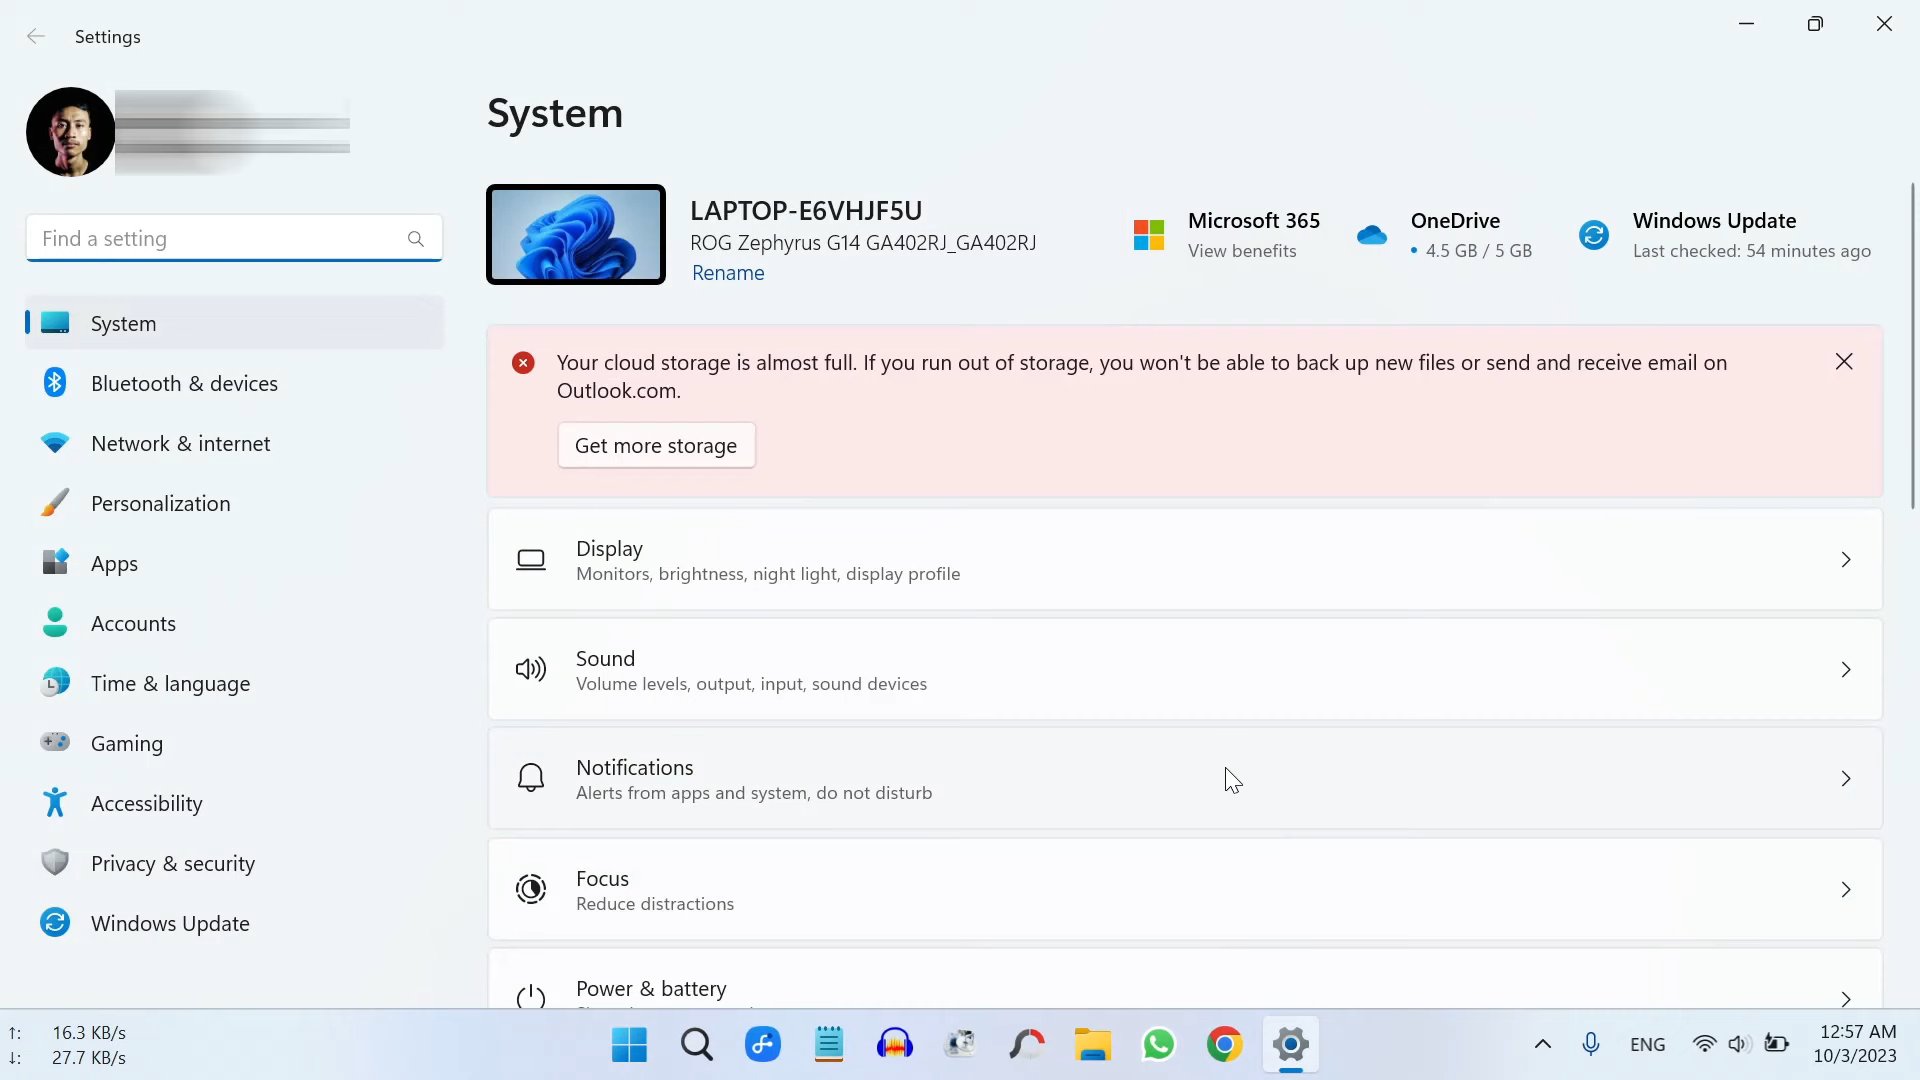 Settings
System
LAPTOP-E6VHJF5U
ROG Zephyrus G14 GA402RJ_GA402RJ
Rename
Microsoft 365
View benefits
OneDrive
• 4.5 GB / 5 GB
Windows Update
Last checked: 54 minutes ago
Find a setting
System
Bluetooth & devices
Network & internet
Personalization
Apps
Accounts
Time & language
Gaming
Accessibility
Privacy & security
Windows Update
Your cloud storage is almost full. If you run out of storage, you won't be able to back up new files or send and receive email on
Outlook.com.
Get more storage
Display
Monitors, brightness, night light, display profile
Sound
Volume levels, output, input, sound devices
Notifications
Alerts from apps and system, do not disturb
Focus
Reduce distractions
Power & battery
↑: 16.3 KB/s
↓: 27.7 KB/s
ENG
12:57 AM
10/3/2023